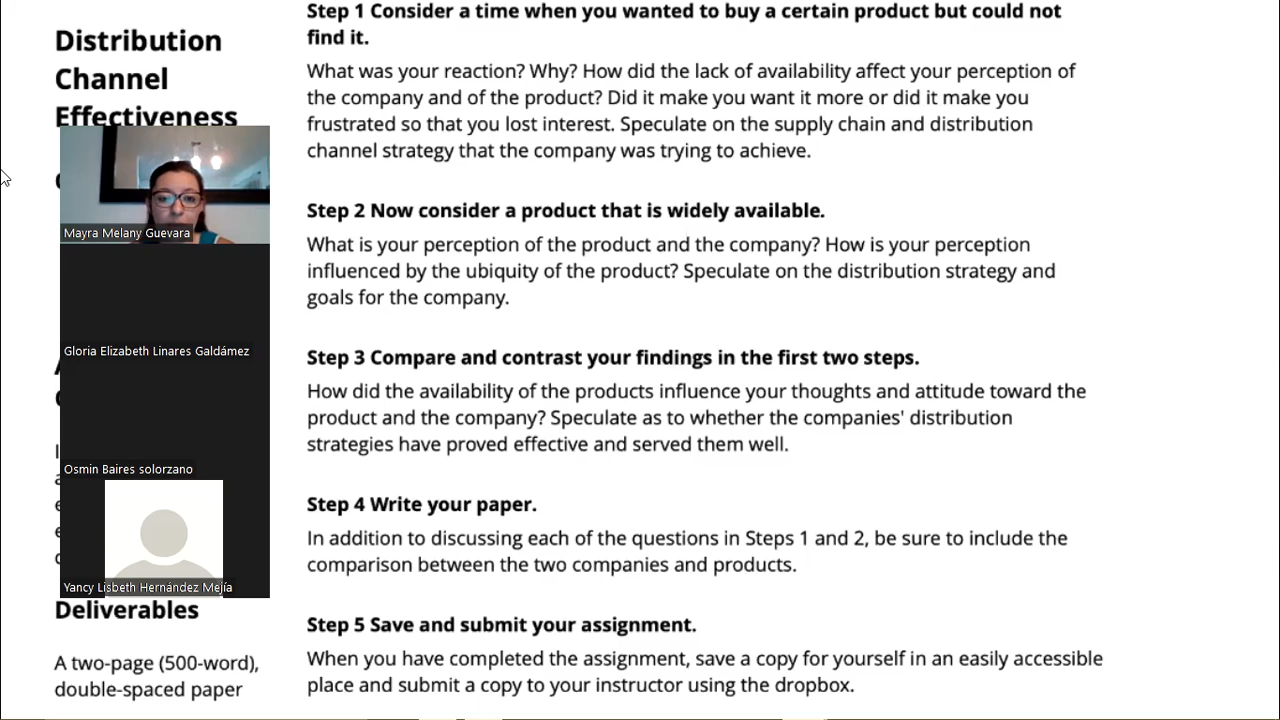 Distribution
Channel
Effectiveness
Mayra Melany Guevara
Gloria Elizabeth Linares Galdámez
Osmin Baires solorzano
Yancy Lisbeth Hernández Mejía
Deliverables
A two-page (500-word),
double-spaced paper
Step 1 Consider a time when you wanted to buy a certain product but could not
find it.
What was your reaction? Why? How did the lack of availability affect your perception of
the company and of the product? Did it make you want it more or did it make you
frustrated so that you lost interest. Speculate on the supply chain and distribution
channel strategy that the company was trying to achieve.
Step 2 Now consider a product that is widely available.
What is your perception of the product and the company? How is your perception
influenced by the ubiquity of the product? Speculate on the distribution strategy and
goals for the company.
Step 3 Compare and contrast your findings in the first two steps.
How did the availability of the products influence your thoughts and attitude toward the
product and the company? Speculate as to whether the companies' distribution
strategies have proved effective and served them well.
Step 4 Write your paper.
In addition to discussing each of the questions in Steps 1 and 2, be sure to include the
comparison between the two companies and products.
Step 5 Save and submit your assignment.
When you have completed the assignment, save a copy for yourself in an easily accessible
place and submit a copy to your instructor using the dropbox.